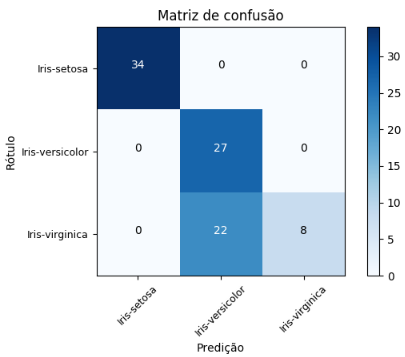 Matriz de confusão
Iris-setosa
34 0 0
Iris-versicolor
0 27 0
Iris-virginica
0 22 8
Rótulo
Iris-setosa
Iris-versicolor
Iris-virginica
Predição
30
25
20
15
10
5
0